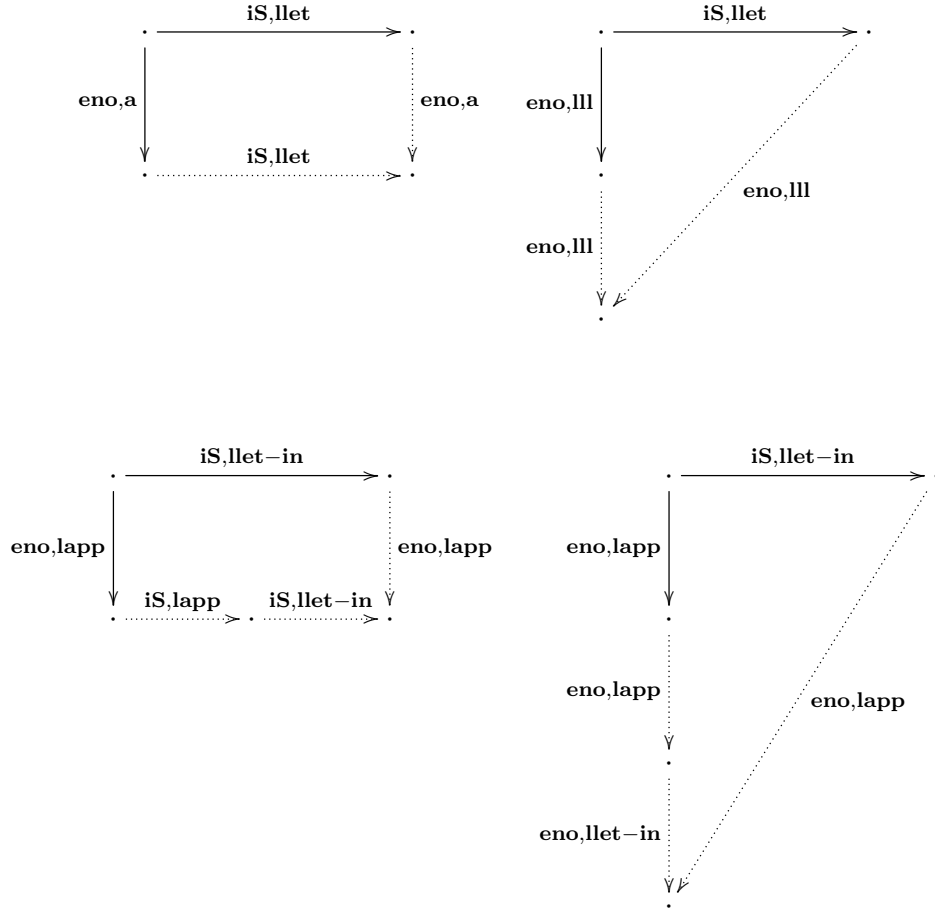 iS,llet
iS,llet
eno,a
eno,a
eno,lll
iS,llet
eno,lll
eno,lll
iS,llet−in
iS,llet−in
eno,lapp
eno,lapp
eno,lapp
iS,lapp
iS,llet−in
eno,lapp
eno,lapp
eno,llet−in